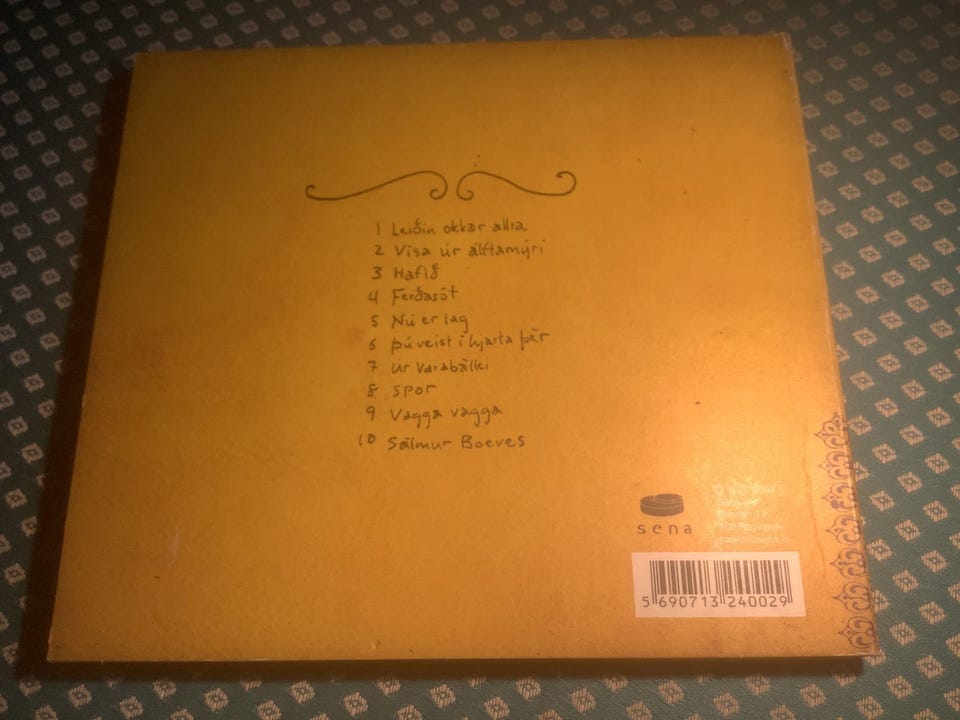 1 Leiðin okkar allra
2 Vísa úr álftamýri
3 Hafið
4 Ferðasót
5 Nú er lag
6 Þú veist í hjarta þér
7 Úr Varabálki
8 Spor
9 Vagga vagga
10 Sálmur Boeves
sena
5 690713 240029